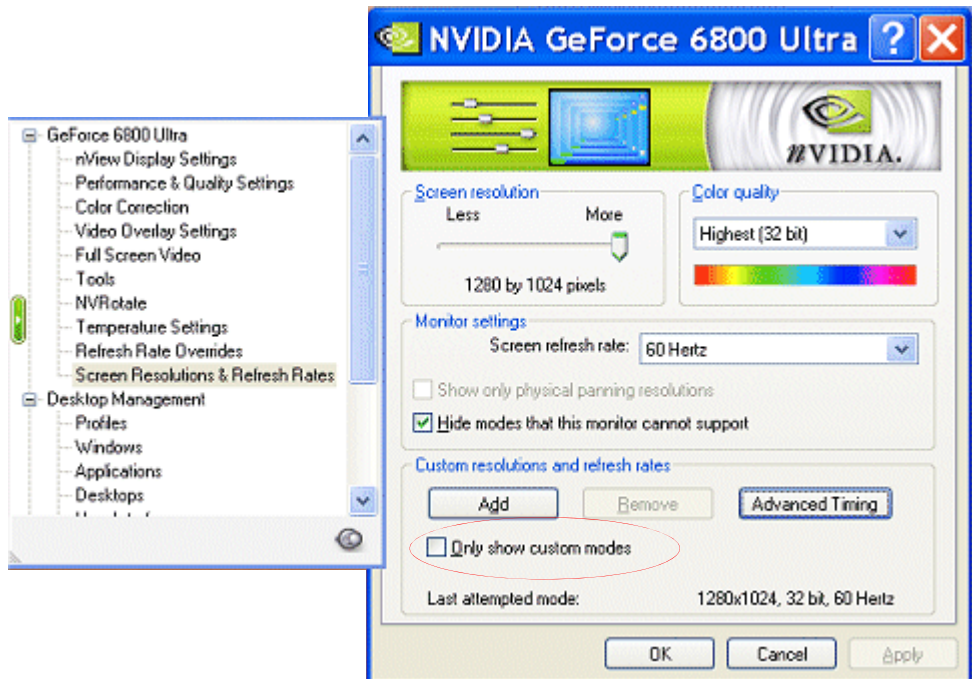 GeForce 6800 Ultra
nView Display Settings
Performance & Quality Settings
Color Correction
Video Overlay Settings
Full Screen Video
Tools
NVRotate
Temperature Settings
Refresh Rate Overrides
Screen Resolutions & Refresh Rates
Desktop Management
Profiles
Windows
Applications
Desktops
NVIDIA GeForce 6800 Ultra
nVIDIA.
Screen resolution
Less More
1280 by 1024 pixels
Color quality
Highest (32 bit)
Monitor settings
Screen refresh rate: 60 Hertz
Show only physical panning resolutions
Hide modes that this monitor cannot support
Custom resolutions and refresh rates
Add Remove Advanced Timing
Only show custom modes
Last attempted mode: 1280x1024, 32 bit, 60 Hertz
OK Cancel Apply